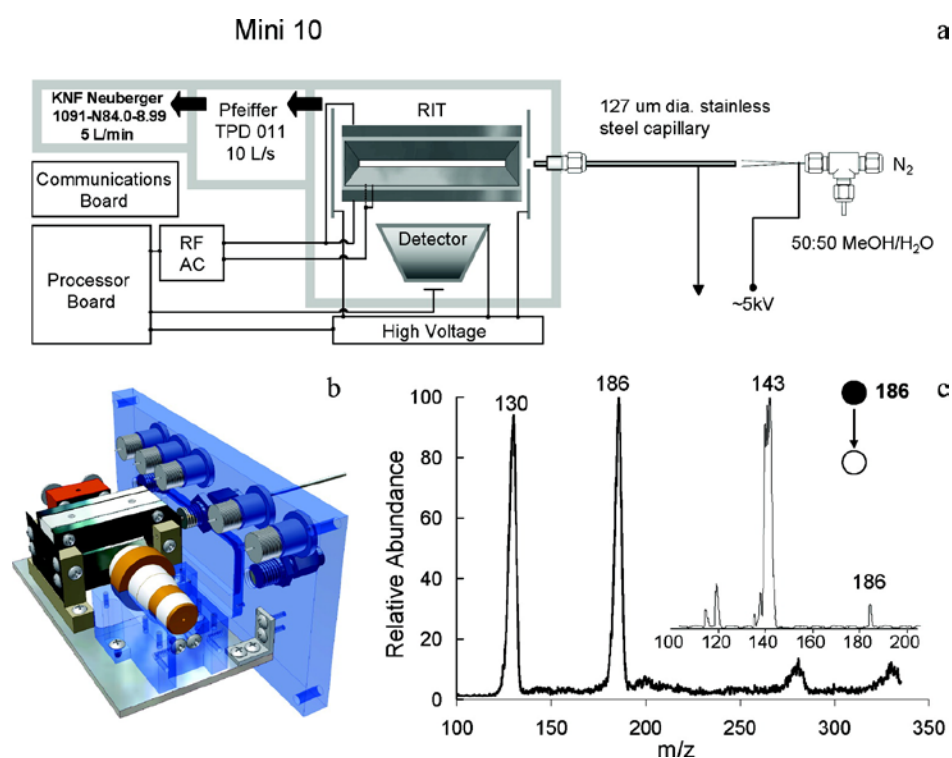 Mini 10
a
KNF Neuberger
1091-N84.0-8.99
5 L/min
Pfeiffer
TPD 011
10 L/s
RIT
127 um dia. stainless
steel capillary
N₂
Communications
Board
50:50 MeOH/H₂O
RF
AC
Detector
Processor
Board
~5kV
High Voltage
b
c
Relative Abundance
100
80
60
40
20
0
130
186
143
186
186
100 120 140 160 180 200
100 150 200 250 300 350
m/z